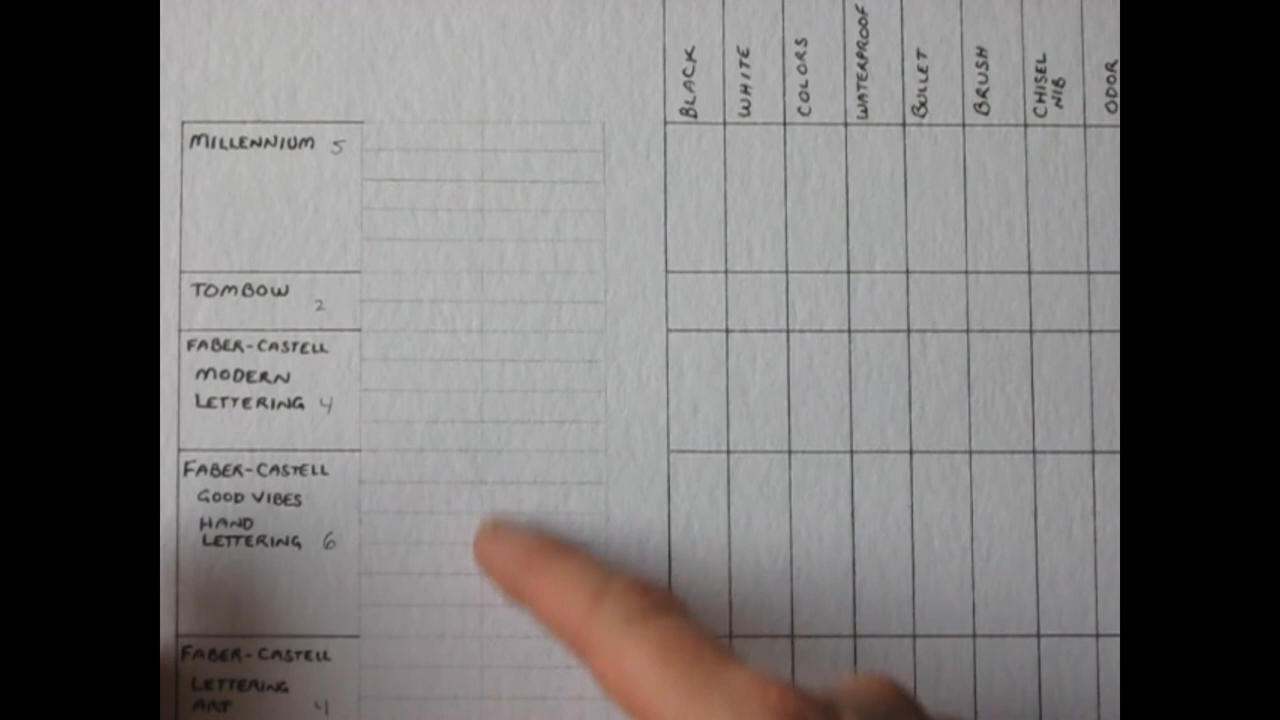 BLACK
WHITE
COLORS
WATERPROOF
BULLET
BRUSH
CHISEL
NIB
ODOR
MILLENNIUM 5
TOMBOW
2
FABER-CASTELL
MODERN
LETTERING 4
FABER-CASTELL
GOOD VIBES
HAND
LETTERING 6
FABER-CASTELL
LETTERING
ART 4